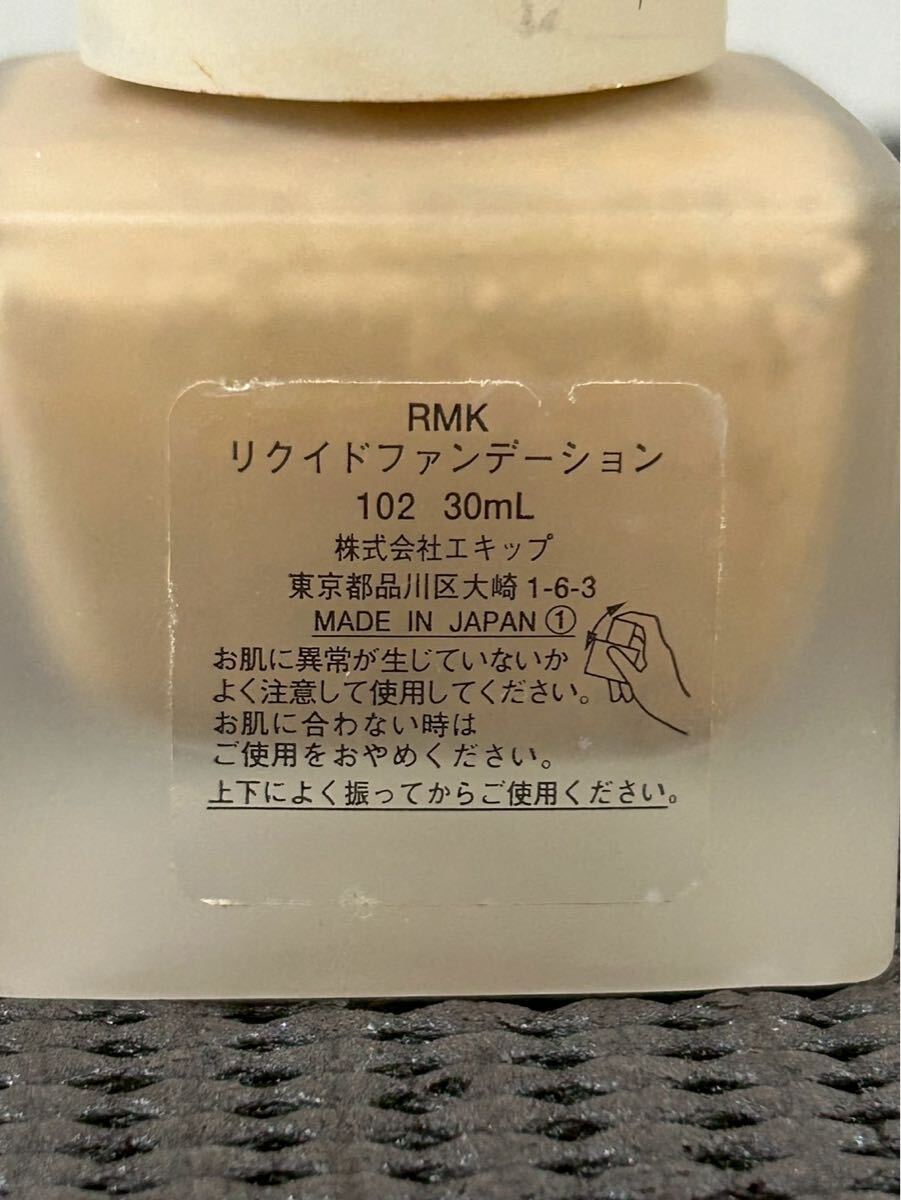 RMK
リクイドファンデーション
102 30mL
株式会社エキップ
東京都品川区大崎1-6-3
MADE IN JAPAN ①
お肌に異常が生じていないか
よく注意して使用してください。
お肌に合わない時は
ご使用をおやめください。
上下によく振ってからご使用ください。